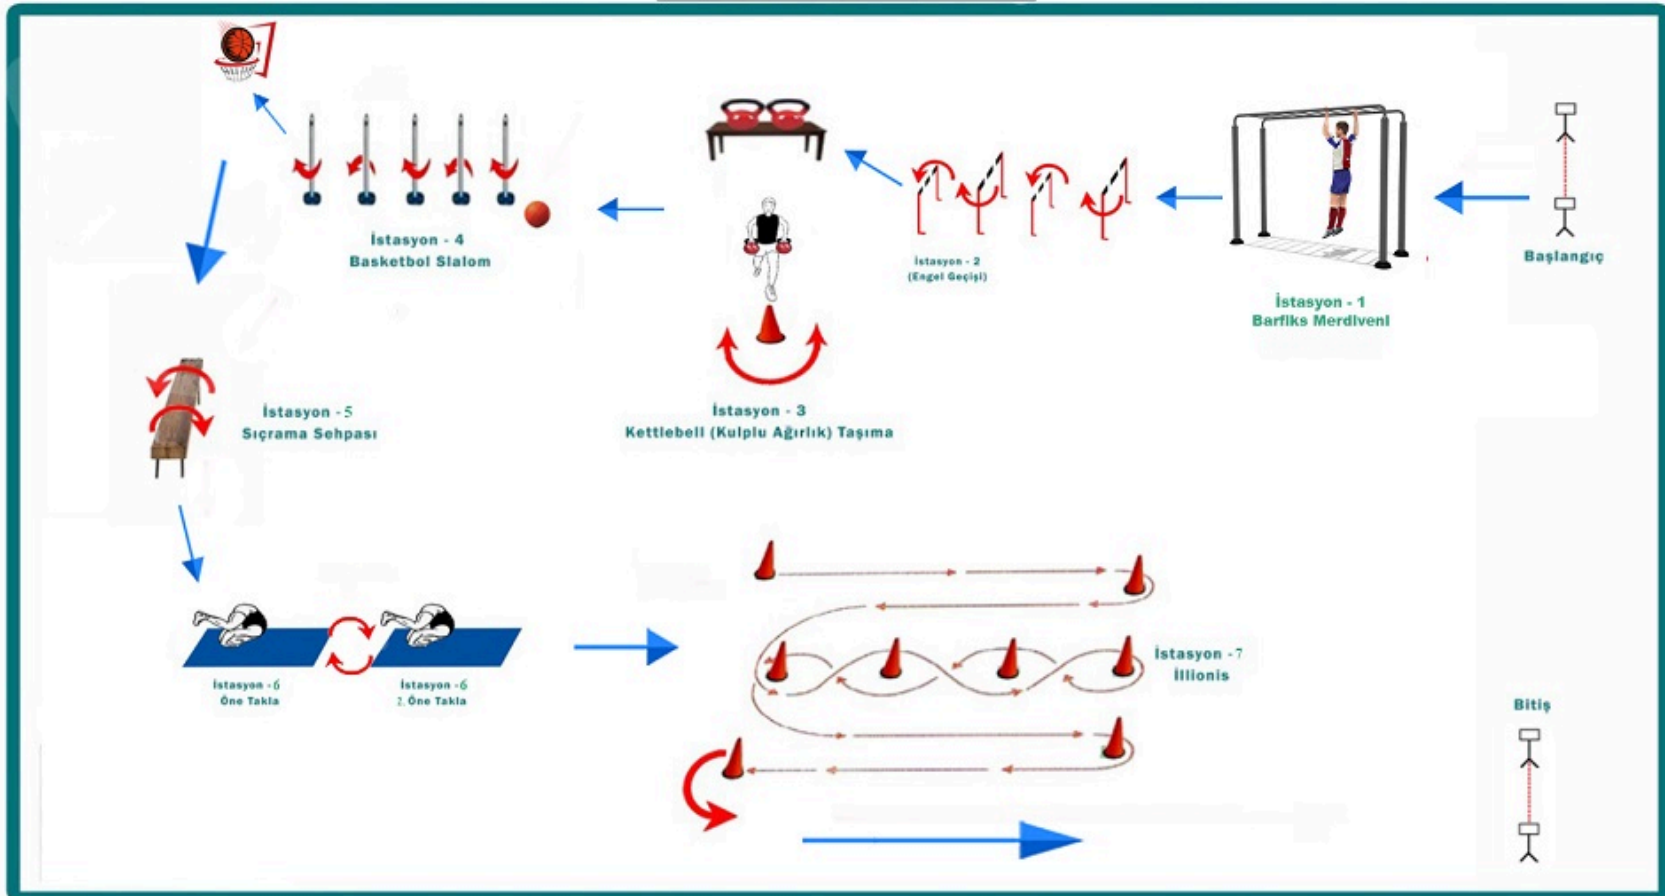 Başlangıç
İstasyon - 1
Barfiks Merdiveni
İstasyon - 2
(Engel Geçişi)
İstasyon - 3
Kettlebell (Kulplu Ağırlık) Taşıma
İstasyon - 4
Basketbol Slalom
İstasyon - 5
Sıçrama Sehpası
İstasyon - 6
Öne Takla
İstasyon - 6
2. Öne Takla
İstasyon - 7
İllionis
Bitiş